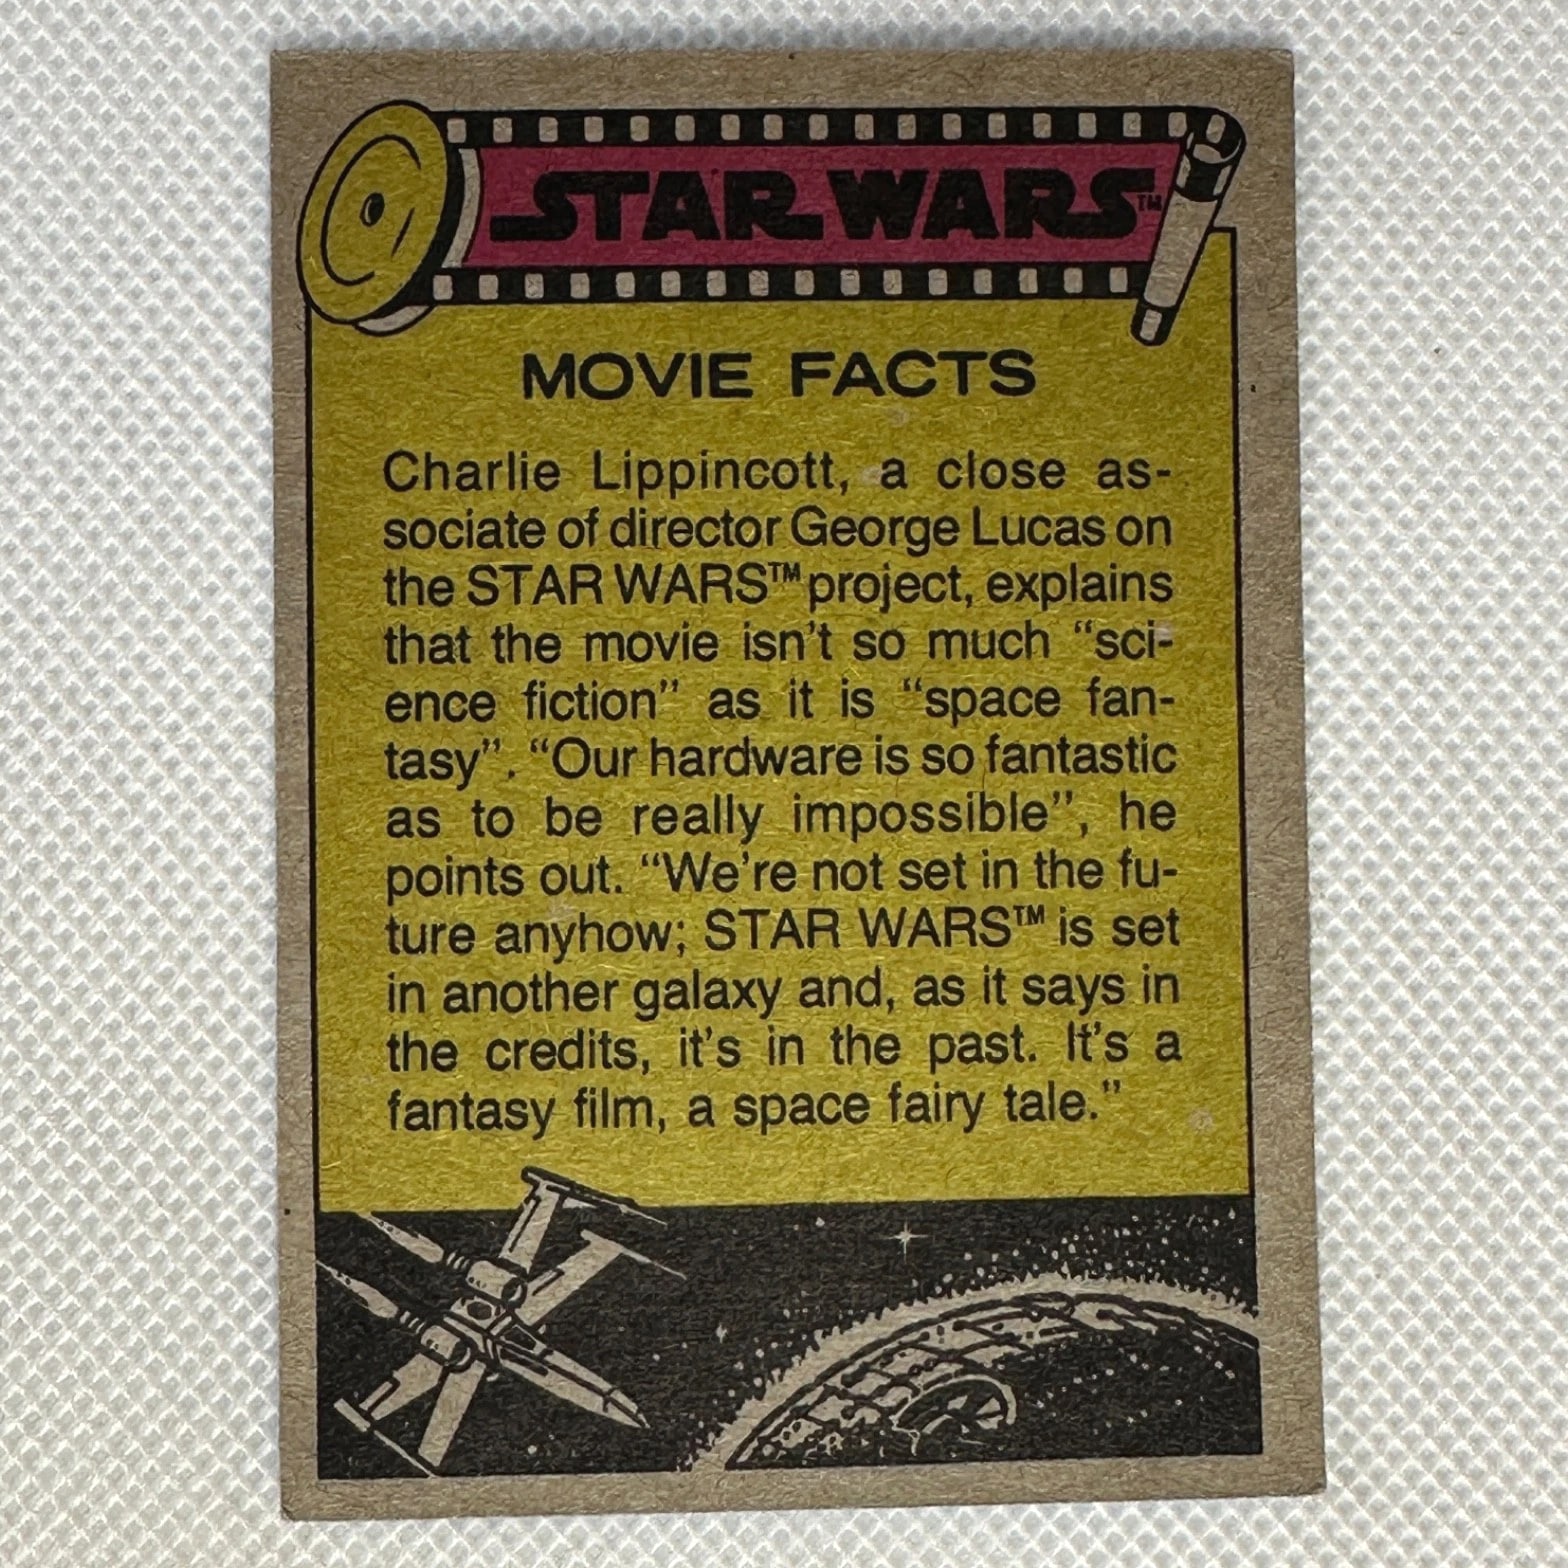 STAR WARS™
MOVIE FACTS
Charlie Lippincott, a close as-
sociate of director George Lucas on
the STAR WARS™ project, explains
that the movie isn't so much “sci-
ence fiction” as it is “space fan-
tasy”. “Our hardware is so fantastic
as to be really impossible”, he
points out. “We're not set in the fu-
ture anyhow; STAR WARS™ is set
in another galaxy and, as it says in
the credits, it's in the past. It's a
fantasy film, a space fairy tale.”